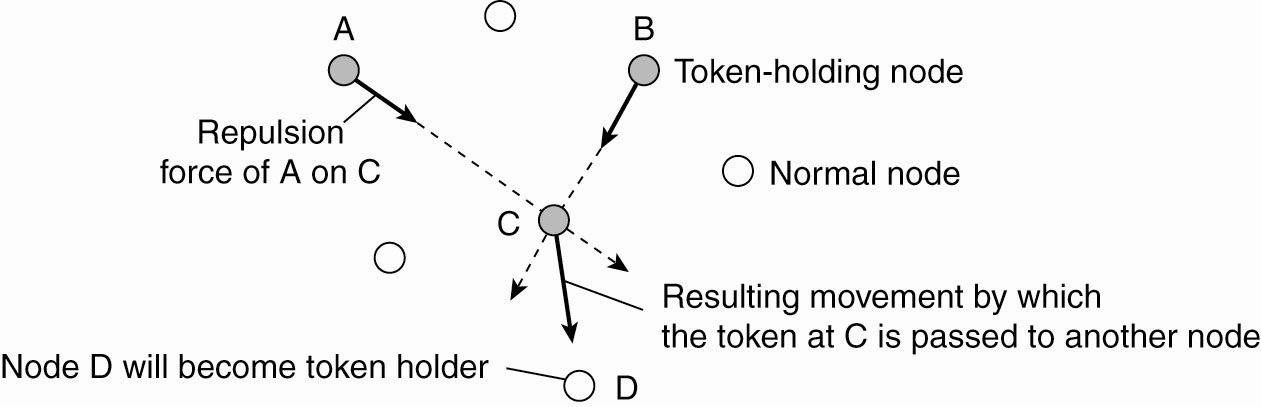 A
B
Token-holding node
Repulsion
force of A on C
Normal node
C
Resulting movement by which
the token at C is passed to another node
Node D will become token holder
D